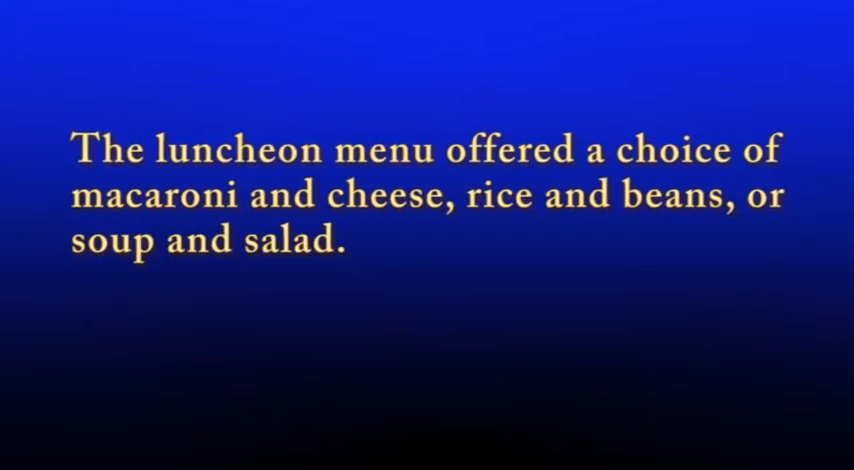 The luncheon menu offered a choice of
macaroni and cheese, rice and beans, or
soup and salad.